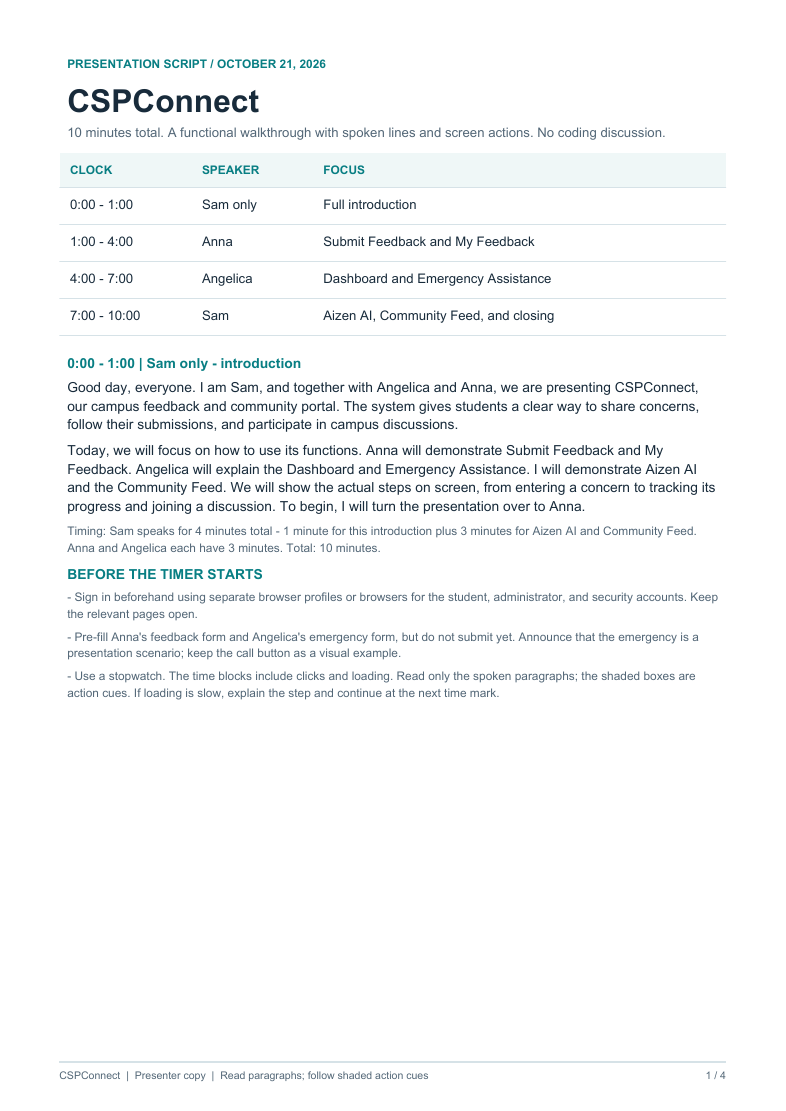 PRESENTATION SCRIPT / OCTOBER 21, 2026
CSPConnect
10 minutes total. A functional walkthrough with spoken lines and screen actions. No coding discussion.
CLOCK SPEAKER FOCUS
0:00 - 1:00 Sam only Full introduction
1:00 - 4:00 Anna Submit Feedback and My Feedback
4:00 - 7:00 Angelica Dashboard and Emergency Assistance
7:00 - 10:00 Sam Aizen AI, Community Feed, and closing
0:00 - 1:00 | Sam only - introduction
Good day, everyone. I am Sam, and together with Angelica and Anna, we are presenting CSPConnect,
our campus feedback and community portal. The system gives students a clear way to share concerns,
follow their submissions, and participate in campus discussions.
Today, we will focus on how to use its functions. Anna will demonstrate Submit Feedback and My
Feedback. Angelica will explain the Dashboard and Emergency Assistance. I will demonstrate Aizen AI
and the Community Feed. We will show the actual steps on screen, from entering a concern to tracking its
progress and joining a discussion. To begin, I will turn the presentation over to Anna.
Timing: Sam speaks for 4 minutes total - 1 minute for this introduction plus 3 minutes for Aizen AI and Community Feed.
Anna and Angelica each have 3 minutes. Total: 10 minutes.
BEFORE THE TIMER STARTS
- Sign in beforehand using separate browser profiles or browsers for the student, administrator, and security accounts. Keep
the relevant pages open.
- Pre-fill Anna's feedback form and Angelica's emergency form, but do not submit yet. Announce that the emergency is a
presentation scenario; keep the call button as a visual example.
- Use a stopwatch. The time blocks include clicks and loading. Read only the spoken paragraphs; the shaded boxes are
action cues. If loading is slow, explain the step and continue at the next time mark.
CSPConnect | Presenter copy | Read paragraphs; follow shaded action cues 1 / 4